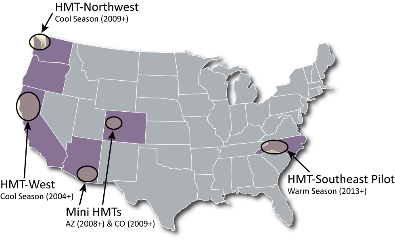 HMT-Northwest
Cool Season (2009+)
HMT-West
Cool Season (2004+)
Mini HMTs
AZ (2008+) & CO (2009+)
HMT-Southeast Pilot
Warm Season (2013+)